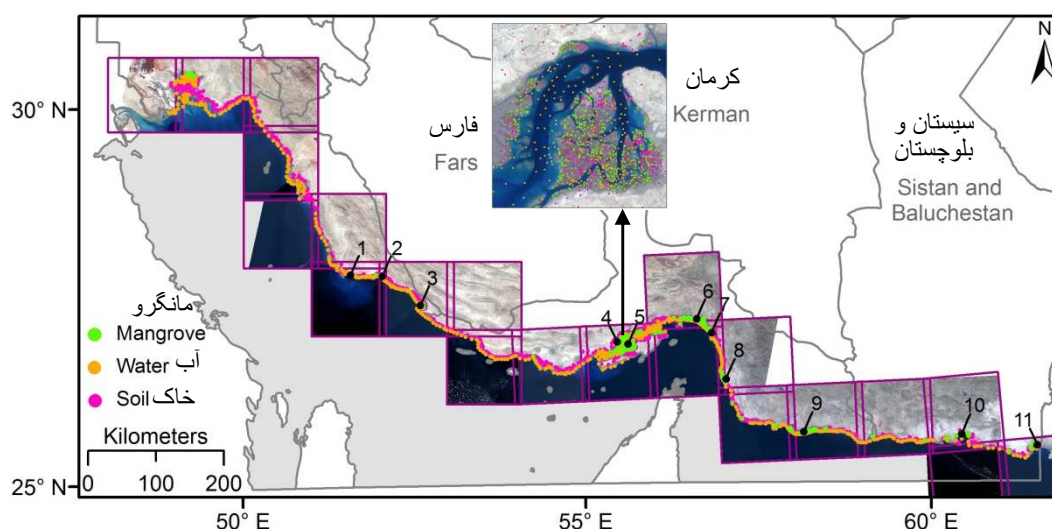 N
30° N
25° N
کرمان
Kerman
فارس
Fars
سیستان و
بلوچستان
Sistan and
Baluchestan
1
2
3
4
5
6
7
8
9
10
11
مانگرو
Mangrove
Water آب
Soil خاک
Kilometers
0 100 200
50° E
55° E
60° E